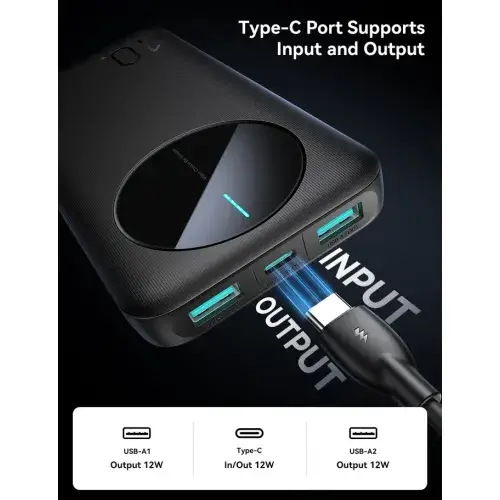 Type-C Port Supports
Input and Output
INPUT
OUTPUT
USB-A1
Output 12W
Type-C
In/Out 12W
USB-A2
Output 12W